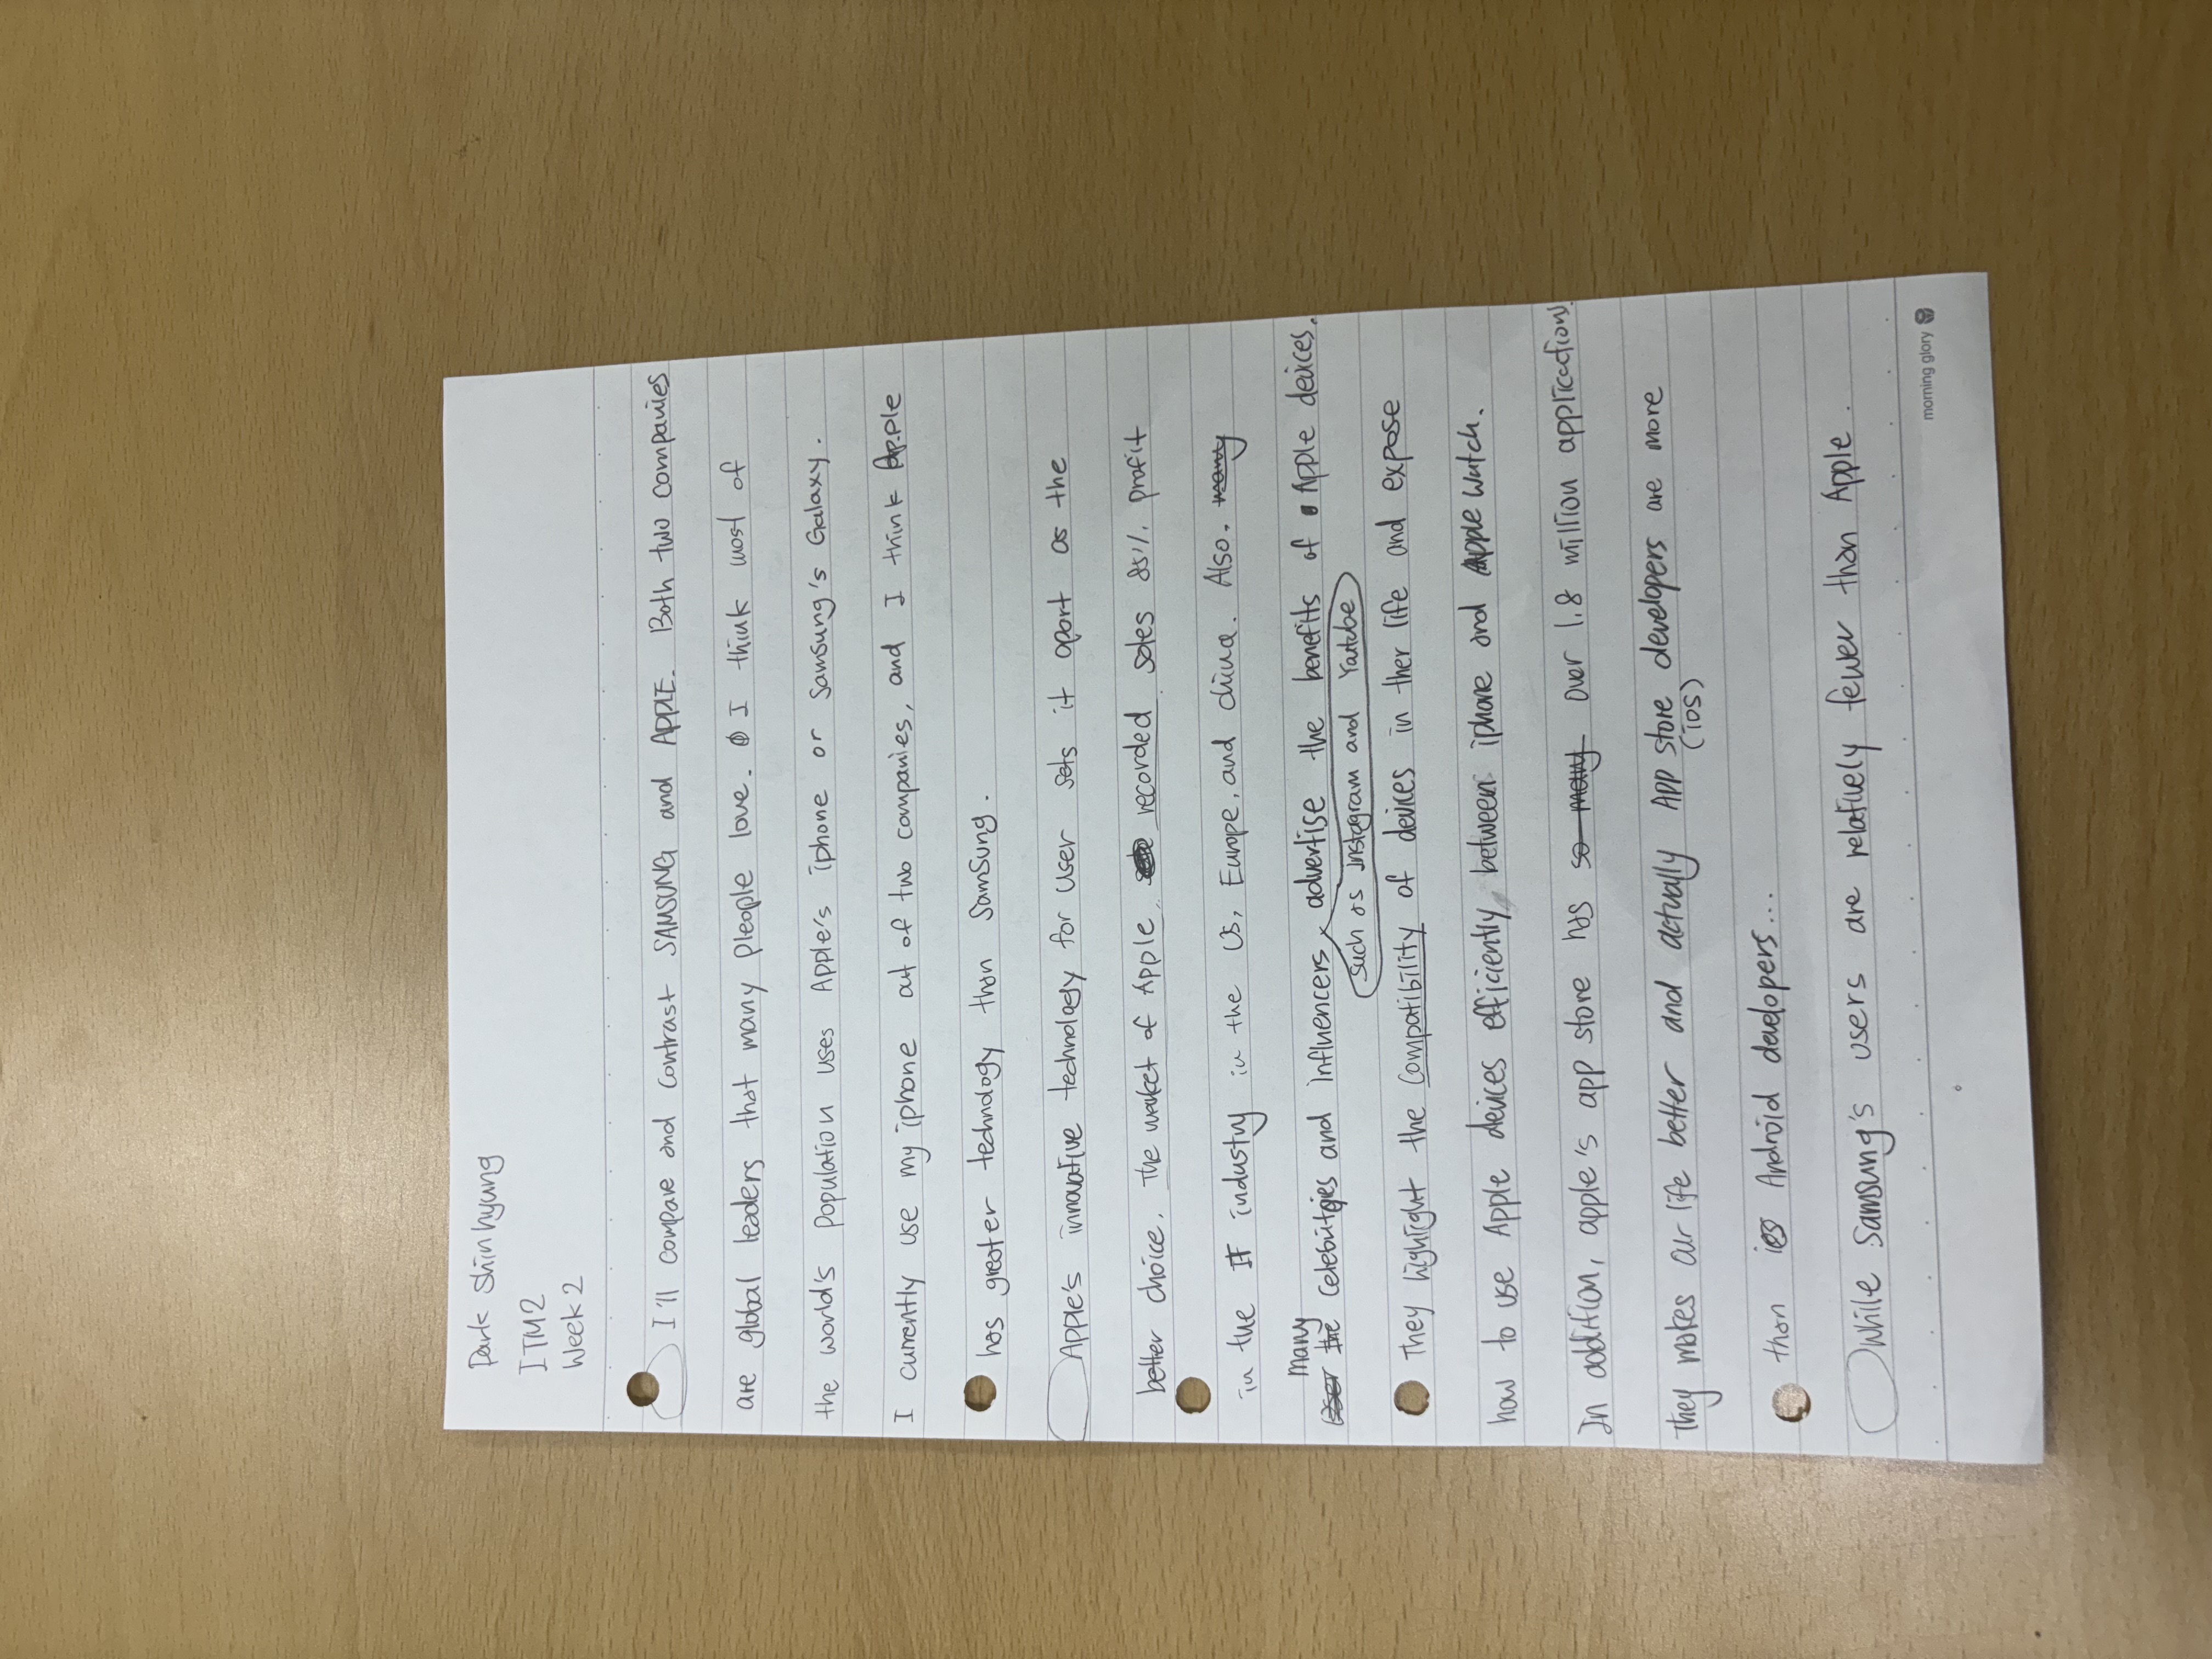 Park Shinhyung
ITM2
Week 2
I'll compare and contrast SAMSUNG and APPLE. Both two companies
are global leaders that many pleople love. I think most of
the world's population uses Apple's iphone or Samsung's Galaxy.
I currently use my iphone out of two companies, and I think Apple
has greater technology than Samsung.
Apple's innovative technology for user sets it apart as the
better choice. The market of Apple recorded sales 85% profit
in the IT industry in the US, Europe, and china. Also. many
many
the celebrities and influencers advertise the benefits of Apple devices.
such as Instagram and Youtube
They highlight the compatibility of devices in ther life and expose
how to use Apple devices efficiently between iphone and Apple Watch.
In addition, apple's app store has so many over 1.8 million applications.
They makes our life better and actually App store developers are more
(ios)
than Android developers...
While Samsung's users are relatively fewer than Apple.
morning glory